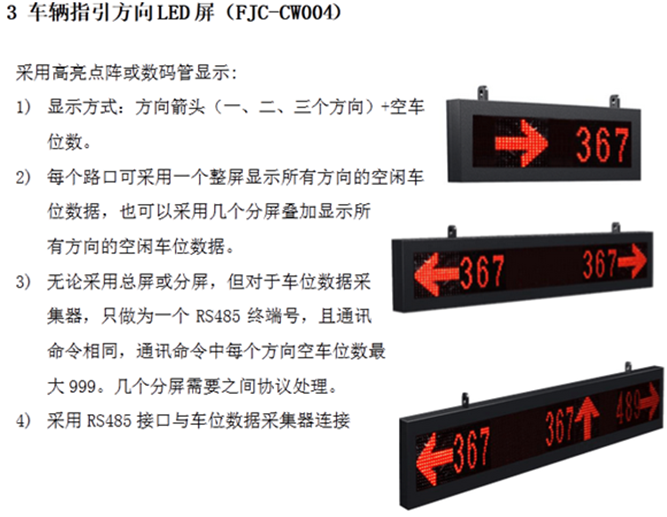 3 车辆指引方向LED屏（FJC-CW004）
采用高亮点阵或数码管显示:
1） 显示方式：方向箭头（一、二、三个方向）+空车
位数。
2） 每个路口可采用一个整屏显示所有方向的空闲车
位数据，也可以采用几个分屏叠加显示所
有方向的空闲车位数据。
3） 无论采用总屏或分屏，但对于车位数据采
集器，只做为一个 RS485 终端号，且通讯
命令相同，通讯命令中每个方向空车位数最
大 999。几个分屏需要之间协议处理。
4） 采用 RS485 接口与车位数据采集器连接
→ 367
← 367 367 →
← 367 367 ↑ 489 →